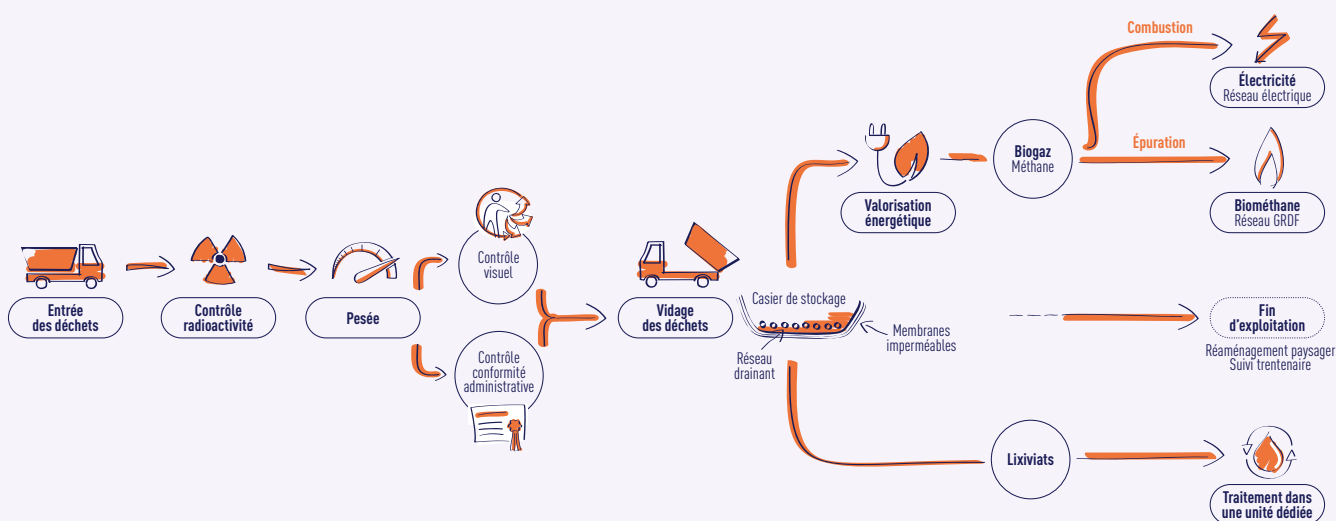 Entrée
des déchets
Contrôle
radioactivité
Pesée
Contrôle
visuel
Contrôle
conformité
administrative
Vidage
des déchets
Casier de stockage
Réseau
drainant
Membranes
imperméables
Valorisation
énergétique
Biogaz
Méthane
Combustion
Électricité
Réseau électrique
Épuration
Biométhane
Réseau GRDF
Fin
d'exploitation
Réaménagement paysager
Suivi trentenaire
Lixiviats
Traitement dans
une unité dédiée